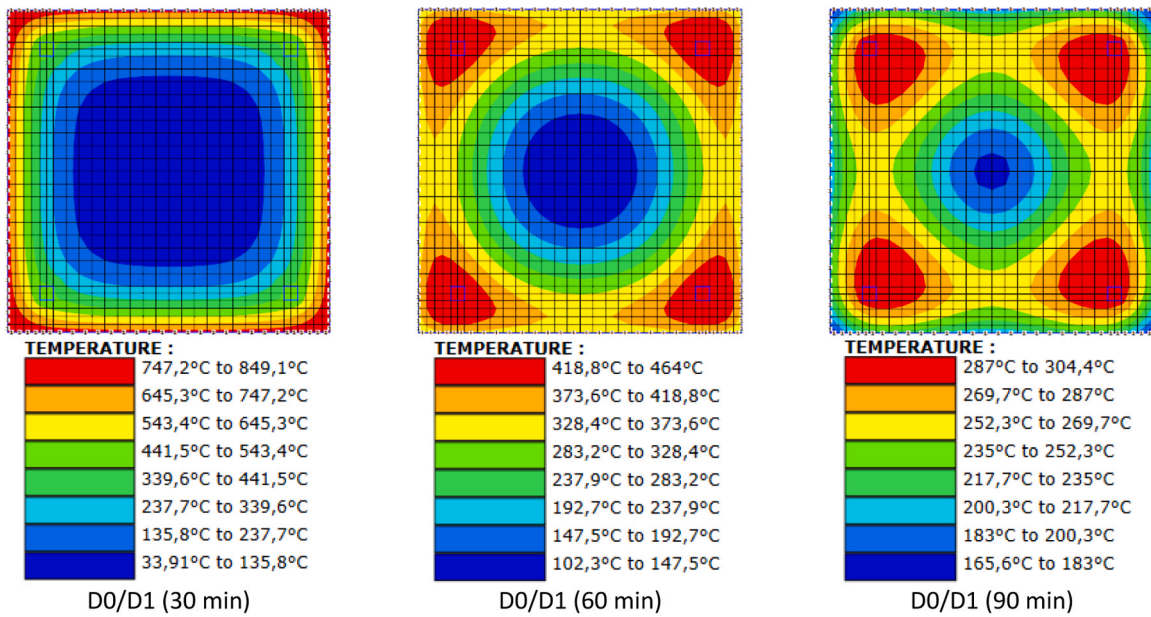 TEMPERATURE :
747,2ºC to 849,1ºC
645,3ºC to 747,2ºC
543,4ºC to 645,3ºC
441,5ºC to 543,4ºC
339,6ºC to 441,5ºC
237,7ºC to 339,6ºC
135,8ºC to 237,7ºC
33,91ºC to 135,8ºC
D0/D1 (30 min)
TEMPERATURE :
418,8ºC to 464ºC
373,6ºC to 418,8ºC
328,4ºC to 373,6ºC
283,2ºC to 328,4ºC
237,9ºC to 283,2ºC
192,7ºC to 237,9ºC
147,5ºC to 192,7ºC
102,3ºC to 147,5ºC
D0/D1 (60 min)
TEMPERATURE :
287ºC to 304,4ºC
269,7ºC to 287ºC
252,3ºC to 269,7ºC
235ºC to 252,3ºC
217,7ºC to 235ºC
200,3ºC to 217,7ºC
183ºC to 200,3ºC
165,6ºC to 183ºC
D0/D1 (90 min)